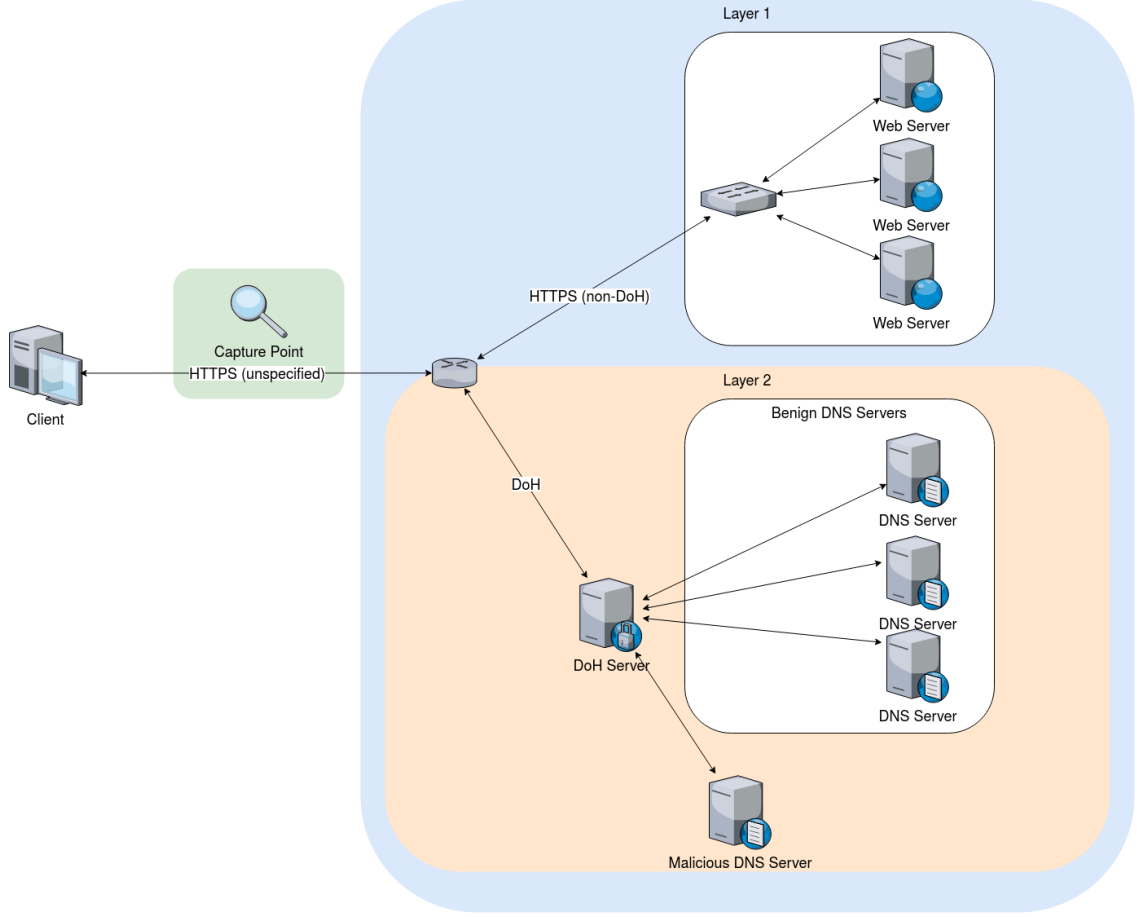 Layer 1
Web Server
Web Server
Web Server
HTTPS (non-DoH)
Capture Point
HTTPS (unspecified)
Client
Layer 2
Benign DNS Servers
DoH
DNS Server
DNS Server
DoH Server
DNS Server
Malicious DNS Server